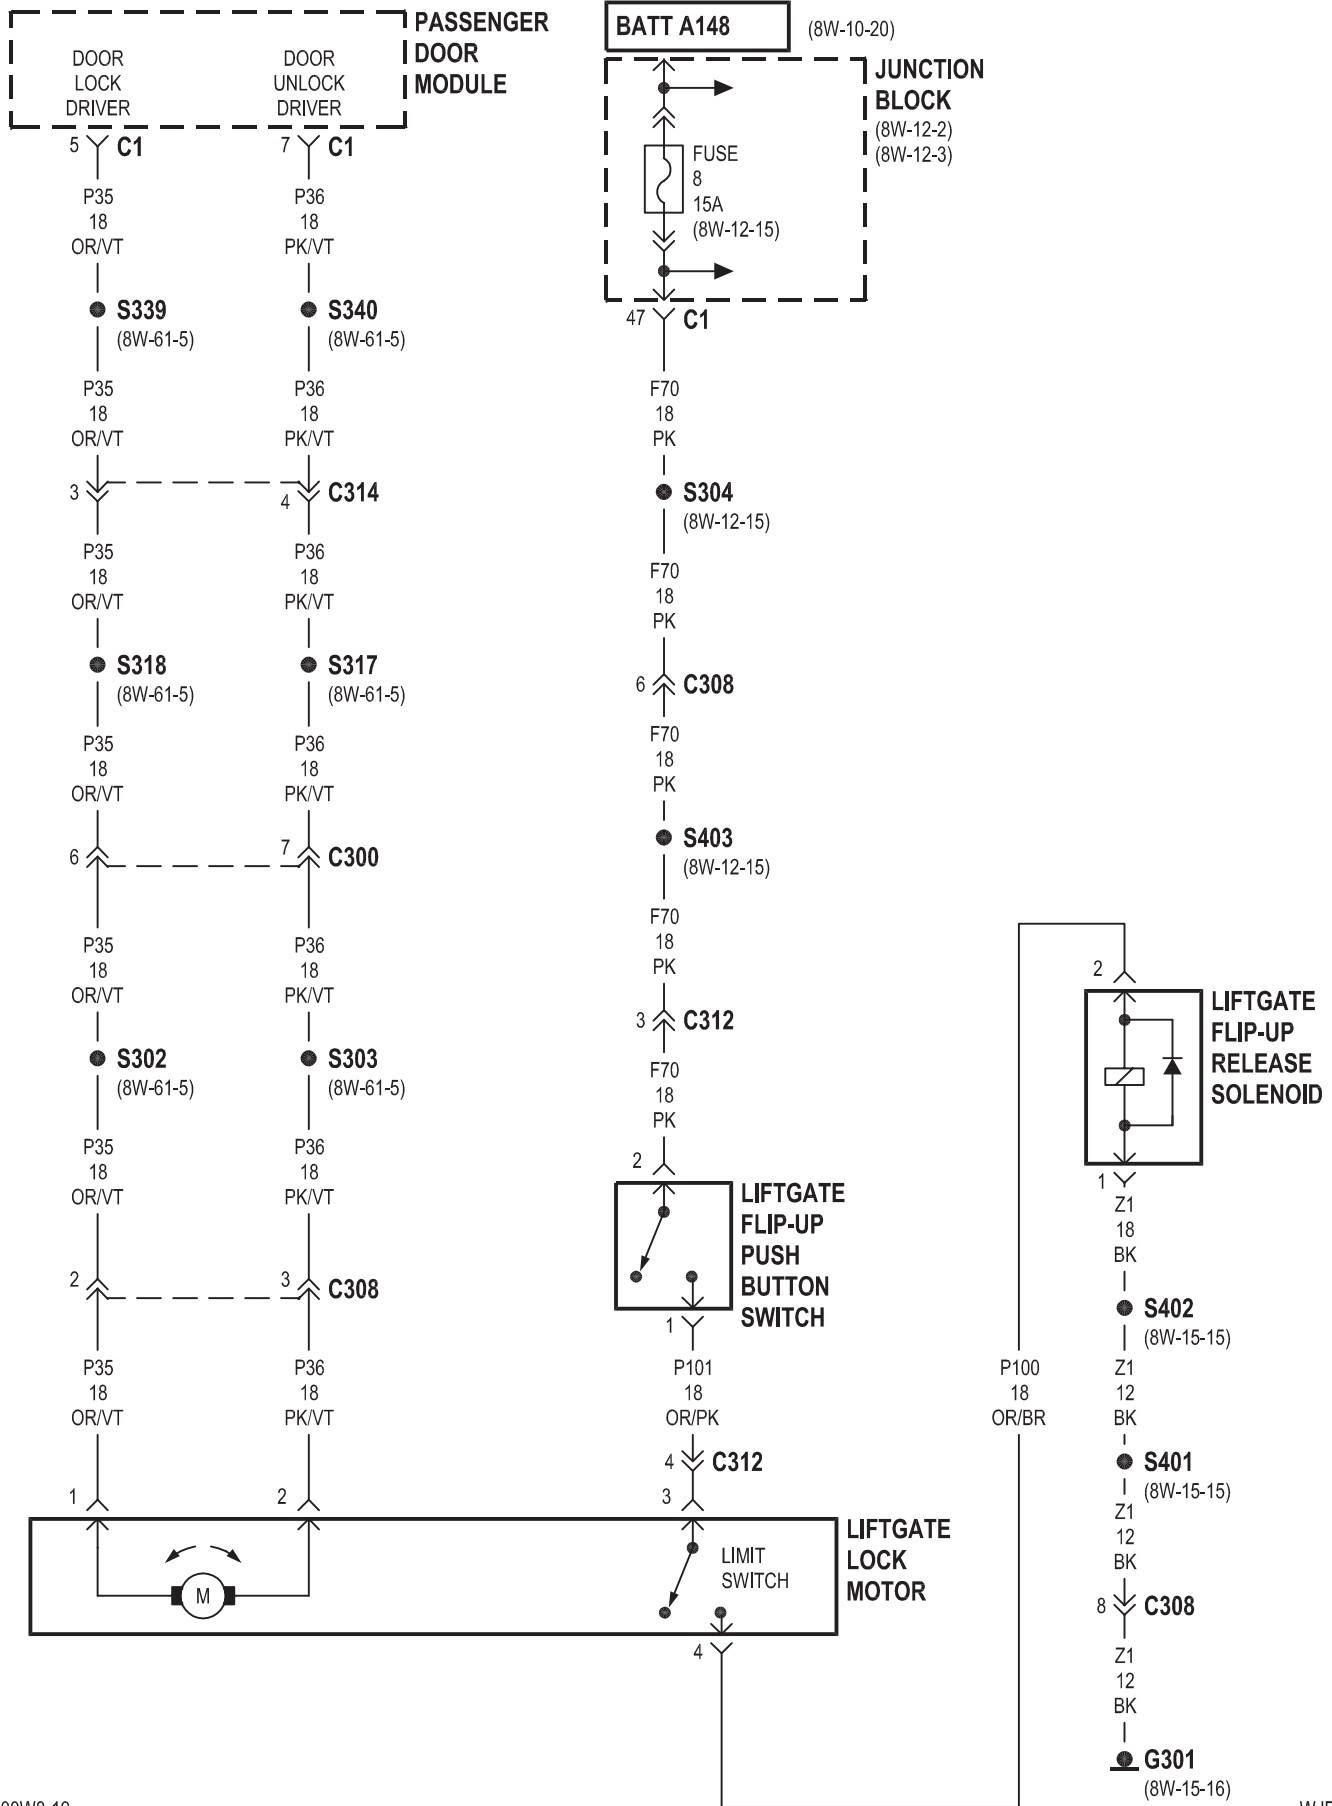 PASSENGER
DOOR
MODULE
DOOR
LOCK
DRIVER
DOOR
UNLOCK
DRIVER
5 C1
7 C1
P35
18
OR/VT
P36
18
PK/VT
S339
(8W-61-5)
S340
(8W-61-5)
P35
18
OR/VT
P36
18
PK/VT
3
4 C314
P35
18
OR/VT
P36
18
PK/VT
S318
(8W-61-5)
S317
(8W-61-5)
P35
18
OR/VT
P36
18
PK/VT
6
7 C300
P35
18
OR/VT
P36
18
PK/VT
S302
(8W-61-5)
S303
(8W-61-5)
P35
18
OR/VT
P36
18
PK/VT
2
3 C308
P35
18
OR/VT
P36
18
PK/VT
1
2
M
BATT A148 (8W-10-20)
JUNCTION
BLOCK
(8W-12-2)
(8W-12-3)
FUSE
8
15A
(8W-12-15)
47 C1
F70
18
PK
S304
(8W-12-15)
F70
18
PK
6 C308
F70
18
PK
S403
(8W-12-15)
F70
18
PK
3 C312
F70
18
PK
2
LIFTGATE
FLIP-UP
PUSH
BUTTON
SWITCH
1
P101
18
OR/PK
4 C312
3
LIMIT
SWITCH
LIFTGATE
LOCK
MOTOR
4
P100
18
OR/BR
2
LIFTGATE
FLIP-UP
RELEASE
SOLENOID
1
Z1
18
BK
S402
(8W-15-15)
Z1
12
BK
S401
(8W-15-15)
Z1
12
BK
8 C308
Z1
12
BK
G301
(8W-15-16)